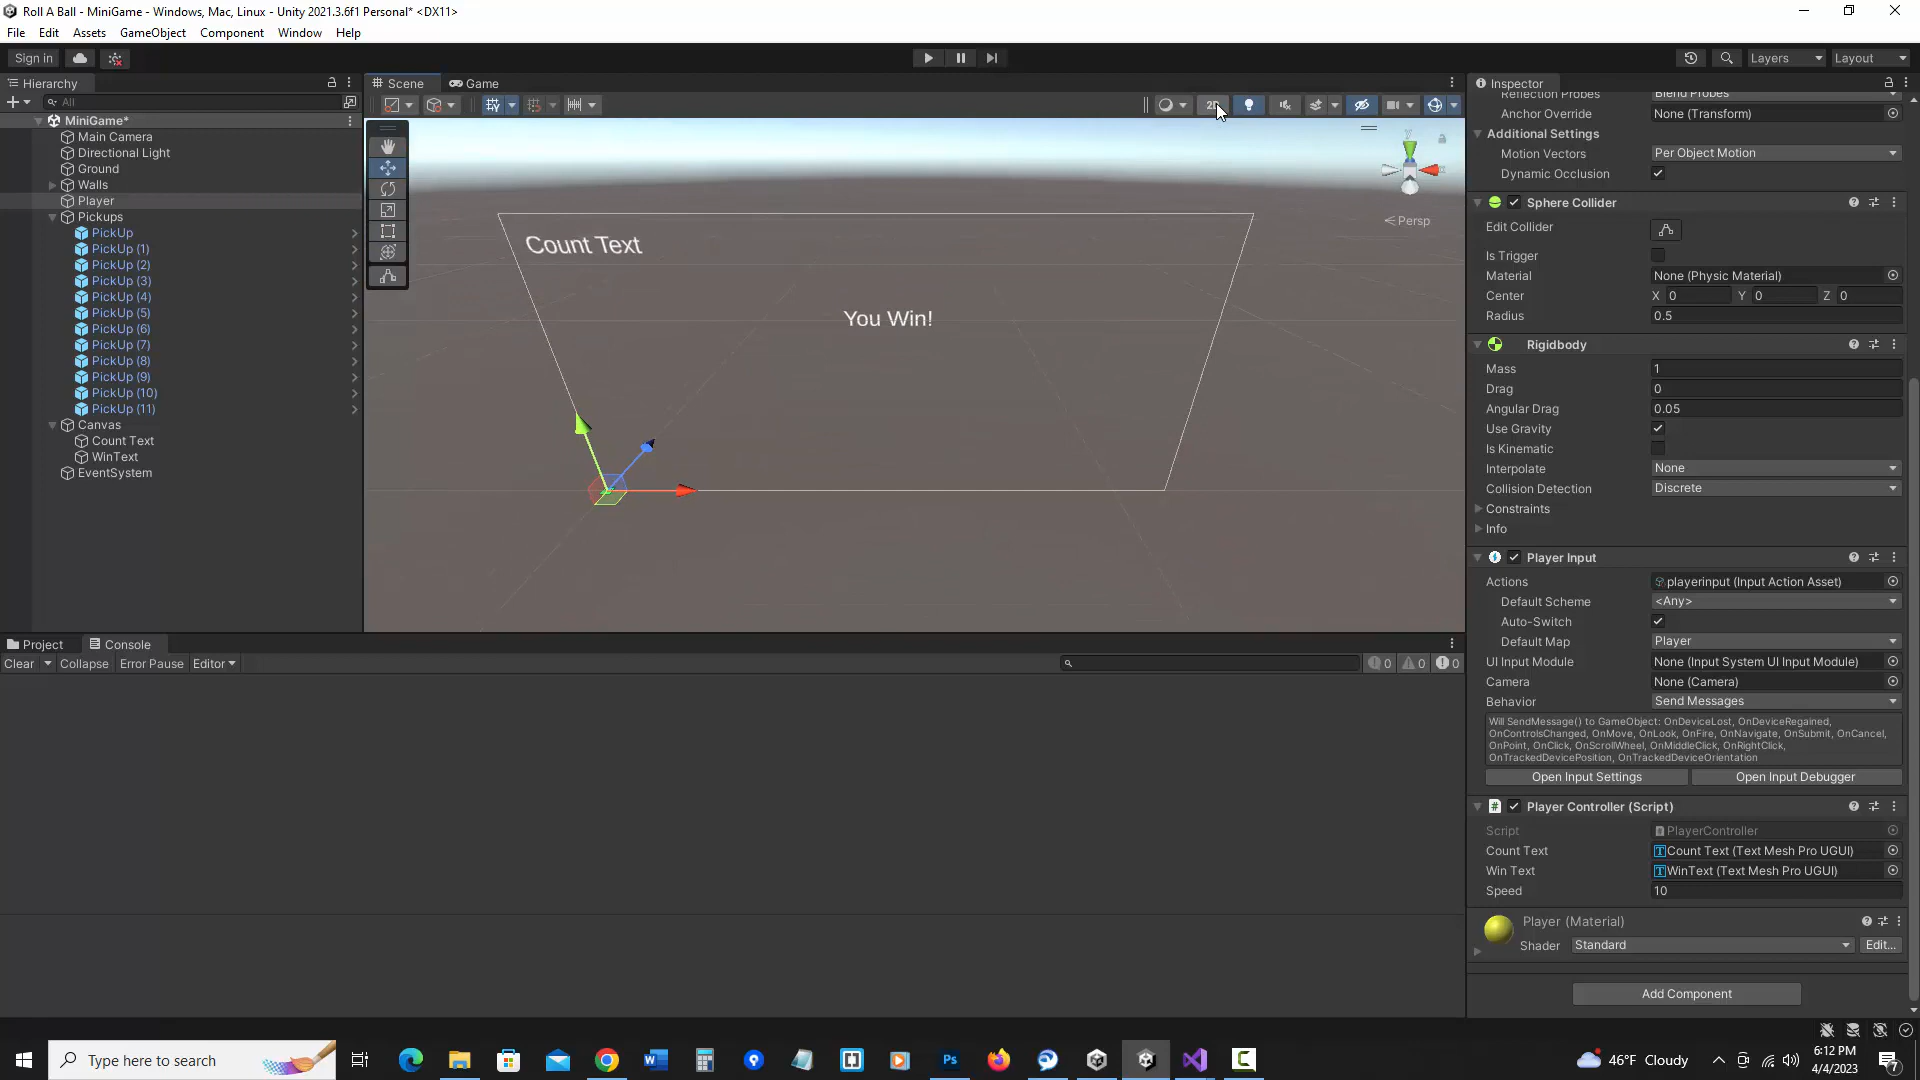 Roll A Ball - MiniGame - Windows, Mac, Linux - Unity 2021.3.6f1 Personal* <DX11>
File Edit Assets GameObject Component Window Help
Sign in
Layers
Layout
Hierarchy
All
MiniGame*
Main Camera
Directional Light
Ground
Walls
Player
Pickups
PickUp
PickUp (1)
PickUp (2)
PickUp (3)
PickUp (4)
PickUp (5)
PickUp (6)
PickUp (7)
PickUp (8)
PickUp (9)
PickUp (10)
PickUp (11)
Canvas
Count Text
WinText
EventSystem
Scene Game
2D
Count Text
You Win!
y
Persp
Project Console
Clear Collapse Error Pause Editor
0 0 0
Inspector
Reflection Probes Blend Probes
Anchor Override None (Transform)
Additional Settings
Motion Vectors Per Object Motion
Dynamic Occlusion
Sphere Collider
Edit Collider
Is Trigger
Material None (Physic Material)
Center X 0 Y 0 Z 0
Radius 0.5
Rigidbody
Mass 1
Drag 0
Angular Drag 0.05
Use Gravity
Is Kinematic
Interpolate None
Collision Detection Discrete
Constraints
Info
Player Input
Actions playerinput (Input Action Asset)
Default Scheme <Any>
Auto-Switch
Default Map Player
UI Input Module None (Input System UI Input Module)
Camera None (Camera)
Behavior Send Messages
Will SendMessage() to GameObject: OnDeviceLost, OnDeviceRegained,
OnControlsChanged, OnMove, OnLook, OnFire, OnNavigate, OnSubmit, OnCancel,
OnPoint, OnClick, OnScrollWheel, OnMiddleClick, OnRightClick,
OnTrackedDevicePosition, OnTrackedDeviceOrientation
Open Input Settings Open Input Debugger
Player Controller (Script)
Script PlayerController
Count Text Count Text (Text Mesh Pro UGUI)
Win Text WinText (Text Mesh Pro UGUI)
Speed 10
Player (Material)
Shader Standard Edit...
Add Component
Type here to search
Ps
46°F Cloudy
6:12 PM
4/4/2023
7